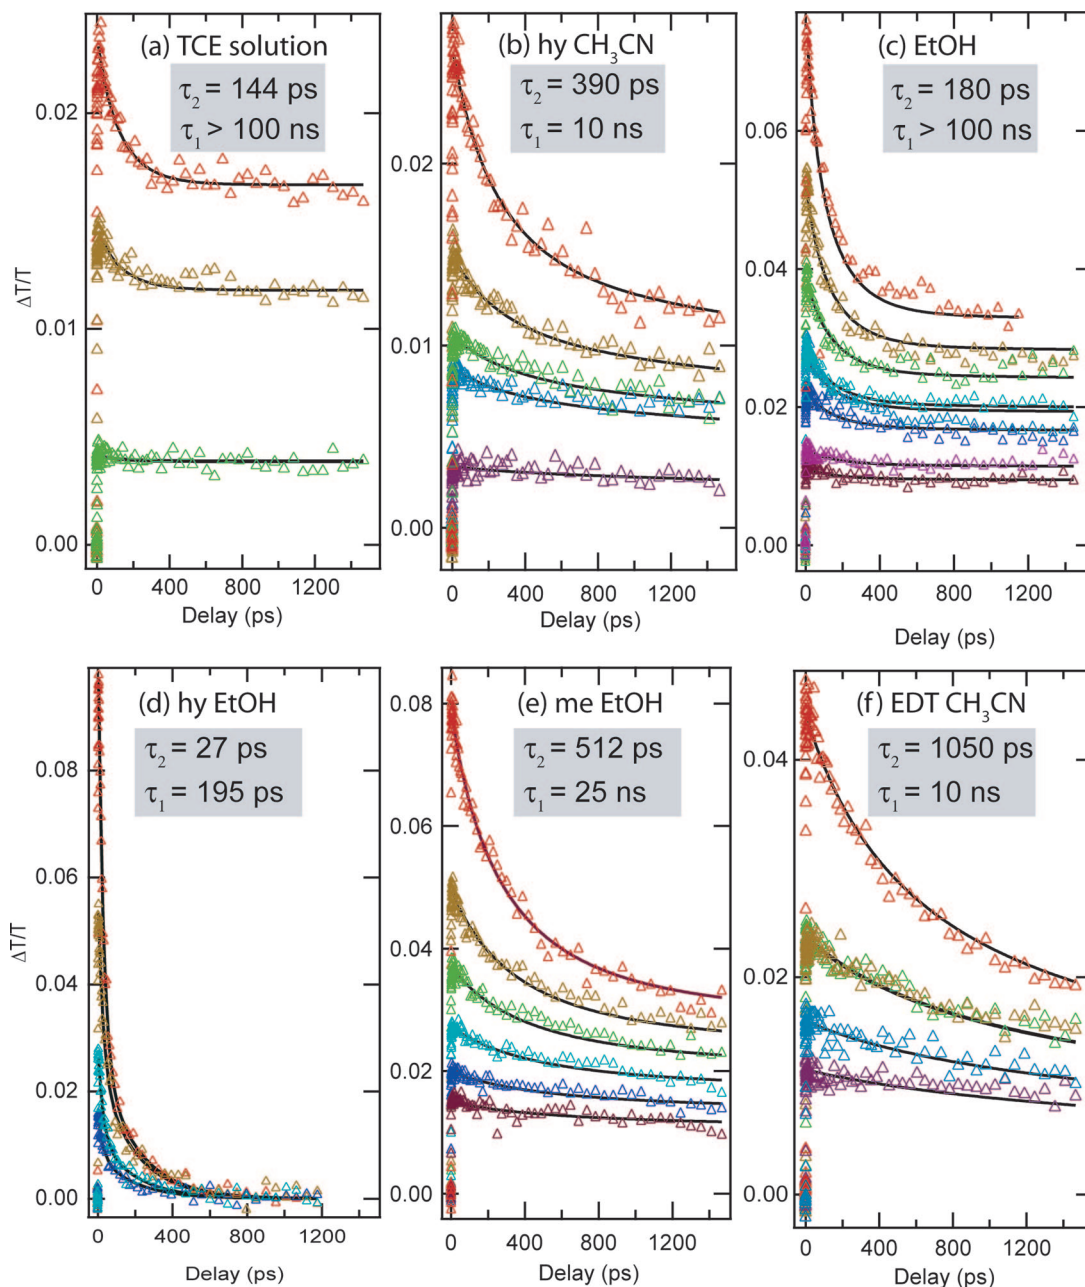 (a) TCE solution
τ2 = 144 ps
τ1 > 100 ns
0.02
0.01
0.00
ΔT/T
0 400 800 1200
Delay (ps)
(b) hy CH3CN
τ2 = 390 ps
τ1 = 10 ns
0.02
0.01
0.00
0 400 800 1200
Delay (ps)
(c) EtOH
τ2 = 180 ps
τ1 > 100 ns
0.06
0.04
0.02
0.00
0 400 800 1200
Delay (ps)
(d) hy EtOH
τ2 = 27 ps
τ1 = 195 ps
0.08
0.06
0.04
0.02
0.00
ΔT/T
0 400 800 1200
Delay (ps)
(e) me EtOH
τ2 = 512 ps
τ1 = 25 ns
0.08
0.06
0.04
0.02
0.00
0 400 800 1200
Delay (ps)
(f) EDT CH3CN
τ2 = 1050 ps
τ1 = 10 ns
0.04
0.02
0.00
0 400 800 1200
Delay (ps)